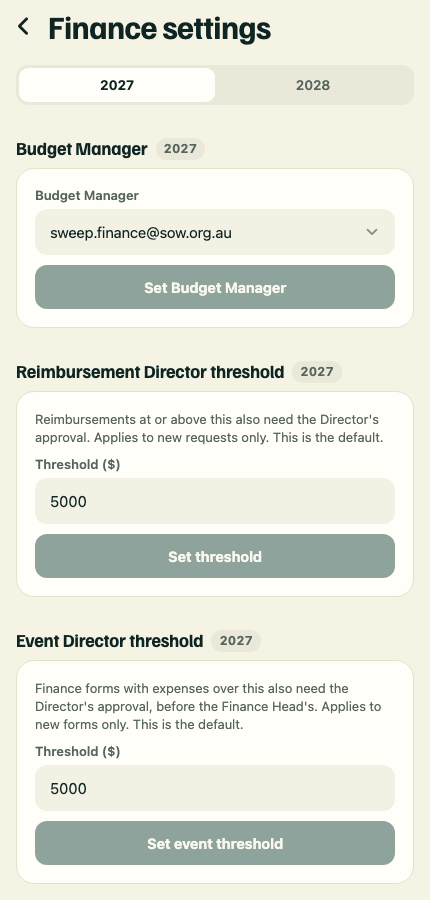 Finance settings
2027
2028
Budget Manager 2027
Budget Manager
sweep.finance@sow.org.au
Set Budget Manager
Reimbursement Director threshold 2027
Reimbursements at or above this also need the Director's
approval. Applies to new requests only. This is the default.
Threshold ($)
5000
Set threshold
Event Director threshold 2027
Finance forms with expenses over this also need the
Director's approval, before the Finance Head's. Applies to
new forms only. This is the default.
Threshold ($)
5000
Set event threshold